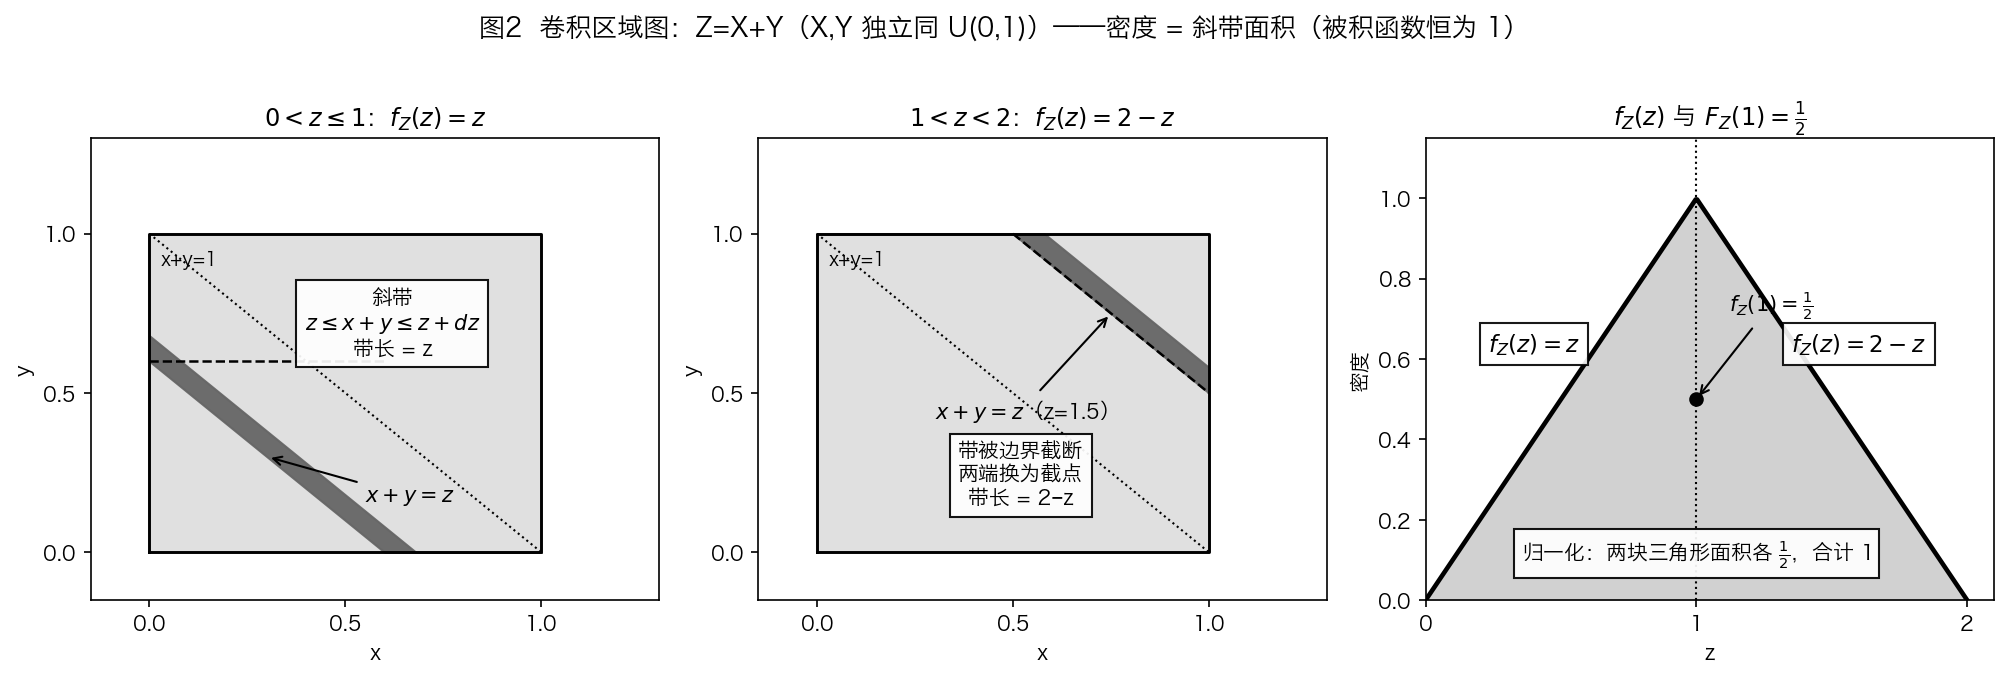 图2 卷积区域图：Z=X+Y（X,Y 独立同 U(0,1)）——密度 = 斜带面积（被积函数恒为 1）
0 < z ≤ 1：f_Z(z) = z
y
1.0
0.5
0.0
x+y=1
斜带
z ≤ x + y ≤ z + dz
带长 = z
x + y = z
0.0 0.5 1.0
x
1 < z < 2：f_Z(z) = 2 − z
y
1.0
0.5
0.0
x+y=1
x + y = z（z=1.5）
带被边界截断
两端换为截点
带长 = 2−z
0.0 0.5 1.0
x
f_Z(z) 与 F_Z(1) = 1/2
密度
1.0
0.8
0.6
0.4
0.2
0.0
f_Z(1) = 1/2
f_Z(z) = z
f_Z(z) = 2 − z
归一化：两块三角形面积各 1/2，合计 1
0 1 2
z